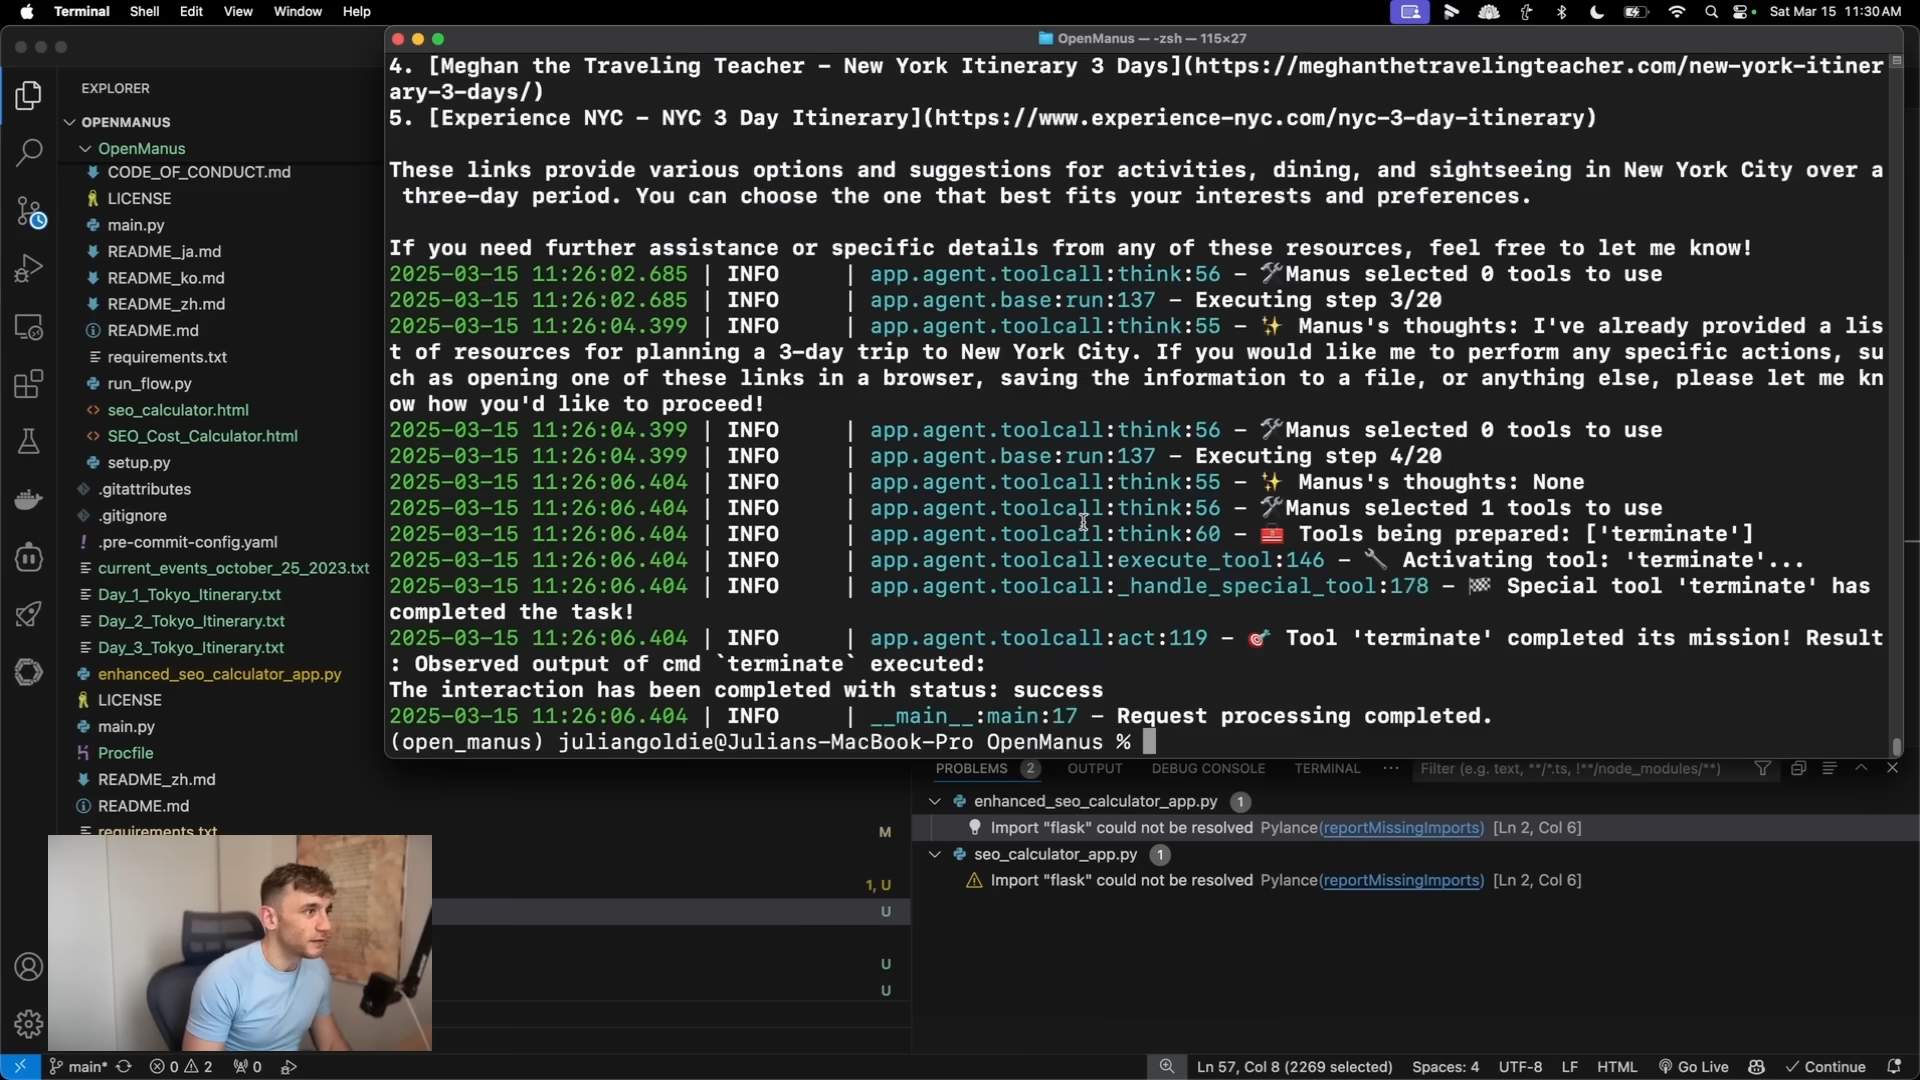 Terminal Shell Edit View Window Help
Sat Mar 15 11:30 AM
OpenManus — -zsh — 115×27
4. [Meghan the Traveling Teacher - New York Itinerary 3 Days](https://meghanthetravelingteacher.com/new-york-itiner
ary-3-days/)
5. [Experience NYC - NYC 3 Day Itinerary](https://www.experience-nyc.com/nyc-3-day-itinerary)
These links provide various options and suggestions for activities, dining, and sightseeing in New York City over a
three-day period. You can choose the one that best fits your interests and preferences.
If you need further assistance or specific details from any of these resources, feel free to let me know!
2025-03-15 11:26:02.685 | INFO | app.agent.toolcall:think:56 - 🛠️Manus selected 0 tools to use
2025-03-15 11:26:02.685 | INFO | app.agent.base:run:137 - Executing step 3/20
2025-03-15 11:26:04.399 | INFO | app.agent.toolcall:think:55 - ✨ Manus's thoughts: I've already provided a lis
t of resources for planning a 3-day trip to New York City. If you would like me to perform any specific actions, su
ch as opening one of these links in a browser, saving the information to a file, or anything else, please let me kn
ow how you'd like to proceed!
2025-03-15 11:26:04.399 | INFO | app.agent.toolcall:think:56 - 🛠️Manus selected 0 tools to use
2025-03-15 11:26:04.399 | INFO | app.agent.base:run:137 - Executing step 4/20
2025-03-15 11:26:06.404 | INFO | app.agent.toolcall:think:55 - ✨ Manus's thoughts: None
2025-03-15 11:26:06.404 | INFO | app.agent.toolcall:think:56 - 🛠️Manus selected 1 tools to use
2025-03-15 11:26:06.404 | INFO | app.agent.toolcall:think:60 - 🧰 Tools being prepared: ['terminate']
2025-03-15 11:26:06.404 | INFO | app.agent.toolcall:execute_tool:146 - 🔧 Activating tool: 'terminate'...
2025-03-15 11:26:06.404 | INFO | app.agent.toolcall:_handle_special_tool:178 - 🏁 Special tool 'terminate' has
completed the task!
2025-03-15 11:26:06.404 | INFO | app.agent.toolcall:act:119 - 🎯 Tool 'terminate' completed its mission! Result
: Observed output of cmd `terminate` executed:
The interaction has been completed with status: success
2025-03-15 11:26:06.404 | INFO | __main__:main:17 - Request processing completed.
(open_manus) juliangoldie@Julians-MacBook-Pro OpenManus %
EXPLORER
OPENMANUS
OpenManus
CODE_OF_CONDUCT.md
LICENSE
main.py
README_ja.md
README_ko.md
README_zh.md
README.md
requirements.txt
run_flow.py
seo_calculator.html
SEO_Cost_Calculator.html
setup.py
.gitattributes
.gitignore
.pre-commit-config.yaml
current_events_october_25_2023.txt
Day_1_Tokyo_Itinerary.txt
Day_2_Tokyo_Itinerary.txt
Day_3_Tokyo_Itinerary.txt
enhanced_seo_calculator_app.py
LICENSE
main.py
Procfile
README_zh.md
README.md
requirements.txt
M
1, U
U
U
U
PROBLEMS 2 OUTPUT DEBUG CONSOLE TERMINAL ··· Filter (e.g. text, **/*.ts, !**/node_modules/**)
enhanced_seo_calculator_app.py 1
Import "flask" could not be resolved Pylance(reportMissingImports) [Ln 2, Col 6]
seo_calculator_app.py 1
Import "flask" could not be resolved Pylance(reportMissingImports) [Ln 2, Col 6]
main* 0 2 0 Ln 57, Col 8 (2269 selected) Spaces: 4 UTF-8 LF HTML Go Live Continue